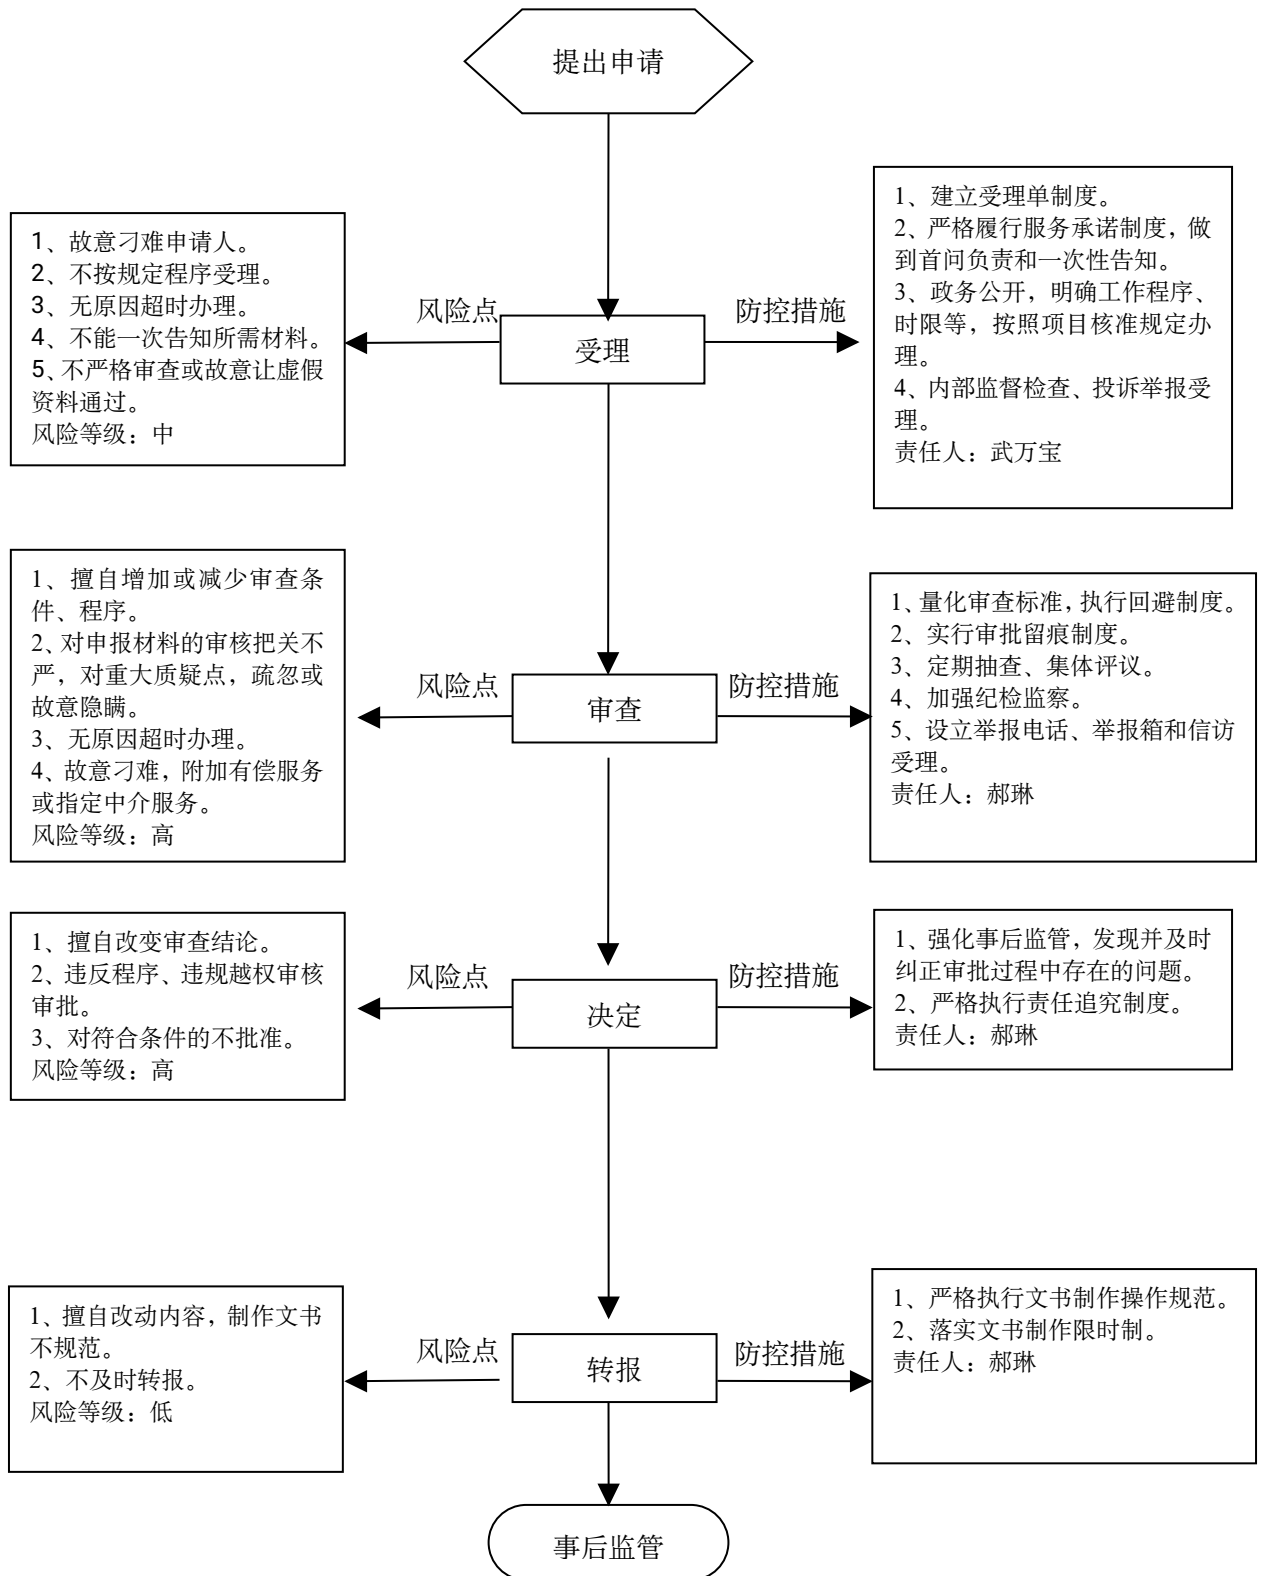 提出申请
1、故意刁难申请人。
2、不按规定程序受理。
3、无原因超时办理。
4、不能一次告知所需材料。
5、不严格审查或故意让虚假
资料通过。
风险等级：中
风险点
受理
防控措施
1、建立受理单制度。
2、严格履行服务承诺制度，做
到首问负责和一次性告知。
3、政务公开，明确工作程序、
时限等，按照项目核准规定办
理。
4、内部监督检查、投诉举报受
理。
责任人：武万宝
1、擅自增加或减少审查条
件、程序。
2、对申报材料的审核把关不
严，对重大质疑点，疏忽或
故意隐瞒。
3、无原因超时办理。
4、故意刁难，附加有偿服务
或指定中介服务。
风险等级：高
风险点
审查
防控措施
1、量化审查标准，执行回避制度。
2、实行审批留痕制度。
3、定期抽查、集体评议。
4、加强纪检监察。
5、设立举报电话、举报箱和信访
受理。
责任人：郝琳
1、擅自改变审查结论。
2、违反程序、违规越权审核
审批。
3、对符合条件的不批准。
风险等级：高
风险点
决定
防控措施
1、强化事后监管，发现并及时
纠正审批过程中存在的问题。
2、严格执行责任追究制度。
责任人：郝琳
1、擅自改动内容，制作文书
不规范。
2、不及时转报。
风险等级：低
风险点
转报
防控措施
1、严格执行文书制作操作规范。
2、落实文书制作限时制。
责任人：郝琳
事后监管